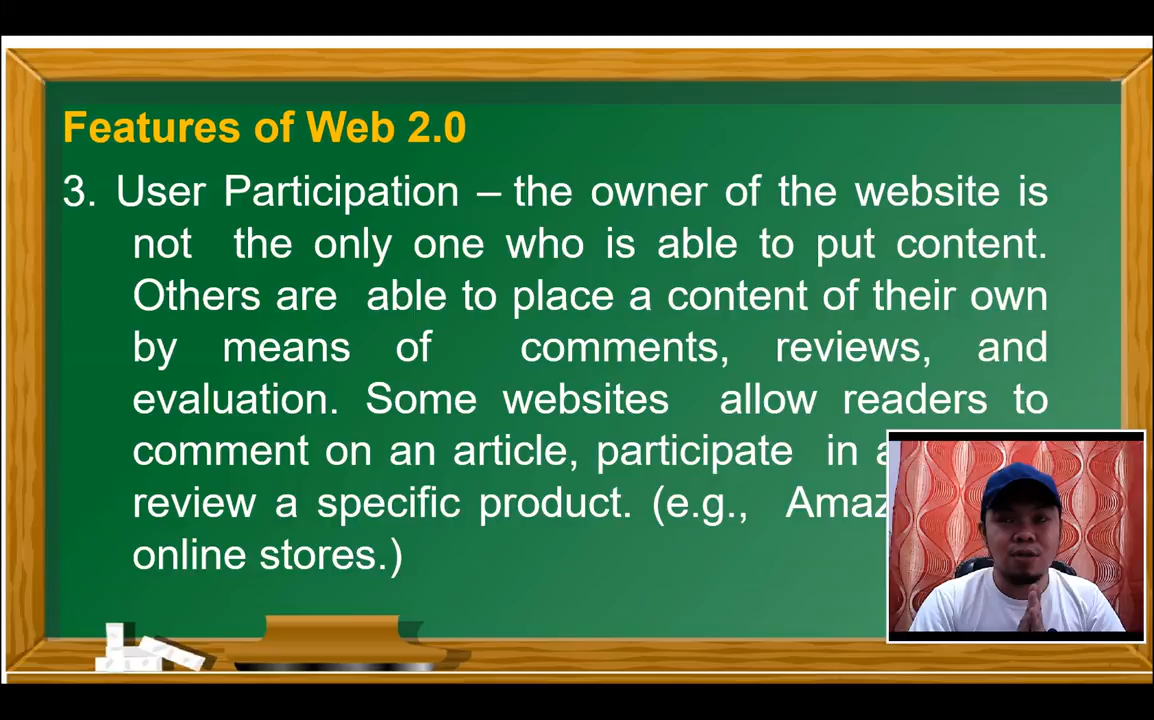 Features of Web 2.0
3. User Participation – the owner of the website is
not the only one who is able to put content.
Others are able to place a content of their own
by means of comments, reviews, and
evaluation. Some websites allow readers to
comment on an article, participate in
review a specific product. (e.g.,
online stores.)